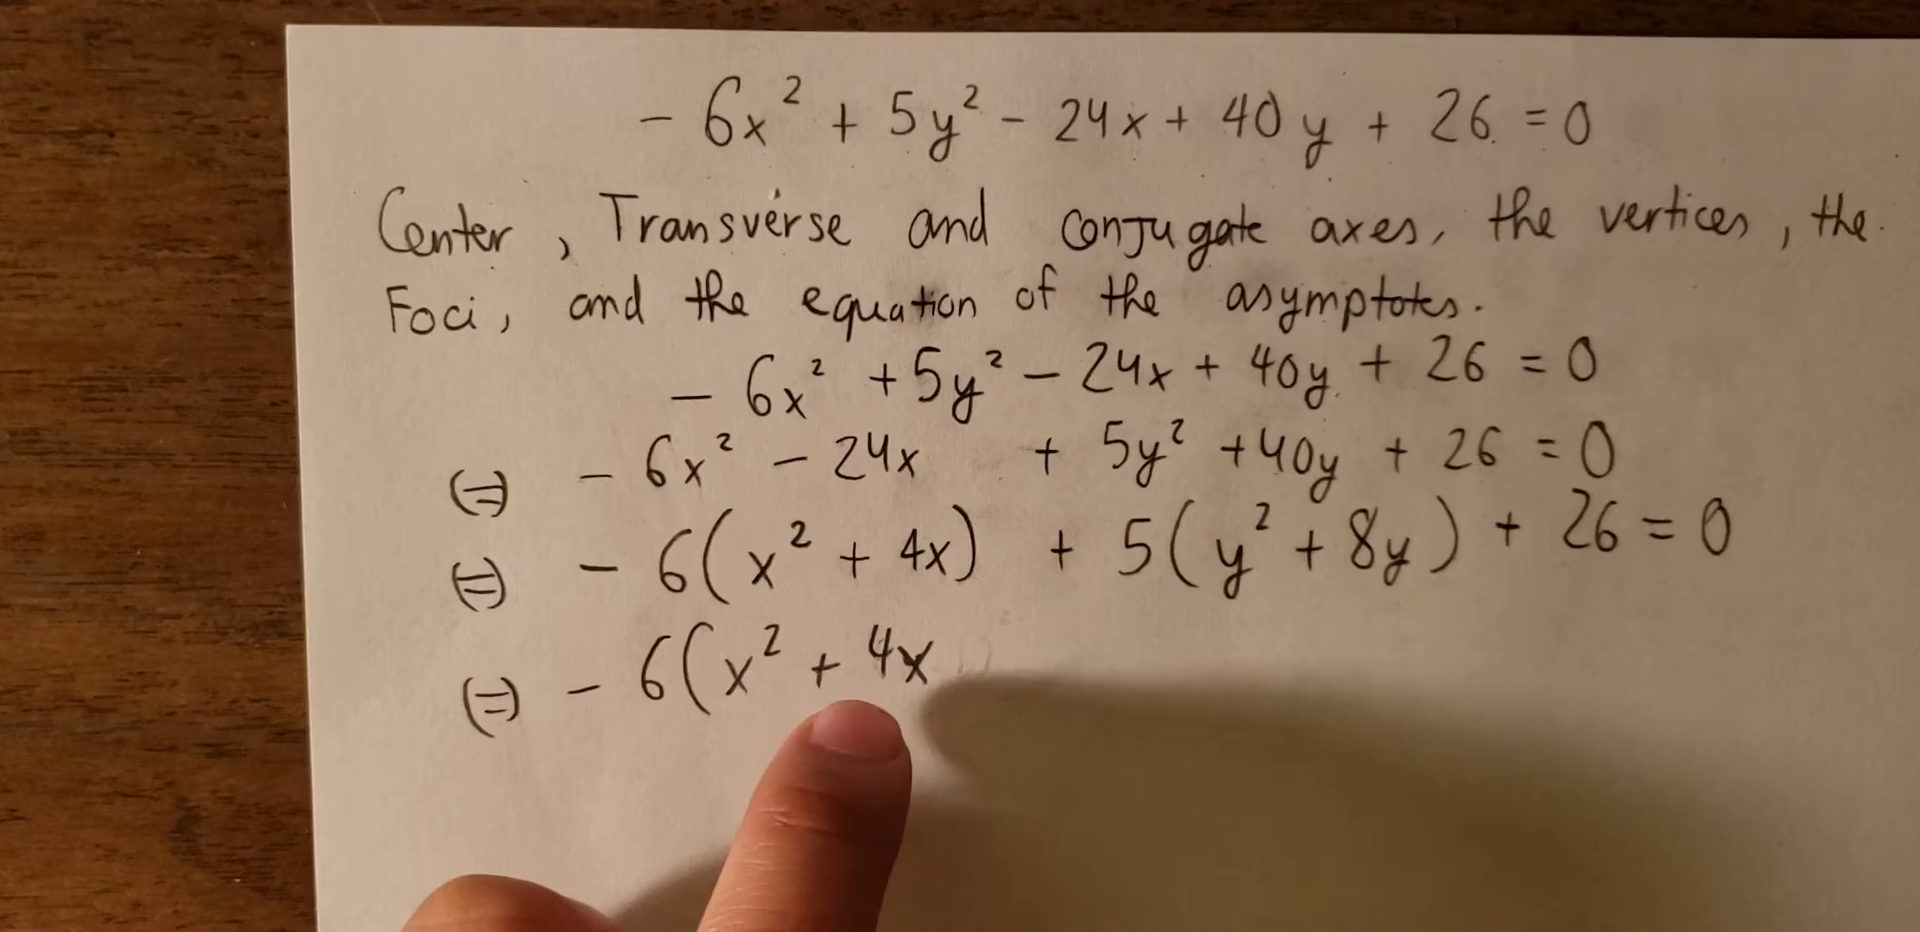 - 6x² + 5y² - 24x + 40y + 26 = 0
Center, Transverse and conjugate axes, the vertices, the
Foci, and the equation of the asymptotes.
- 6x² + 5y² - 24x + 40y + 26 = 0
(=) - 6x² - 24x + 5y² + 40y + 26 = 0
(=) - 6(x² + 4x) + 5(y² + 8y) + 26 = 0
(=) - 6(x² + 4x